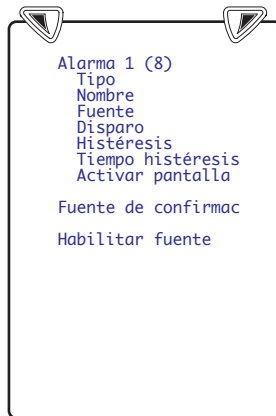 Alarma 1 (8)
Tipo
Nombre
Fuente
Disparo
Histéresis
Tiempo histéresis
Activar pantalla
Fuente de confirmac
Habilitar fuente